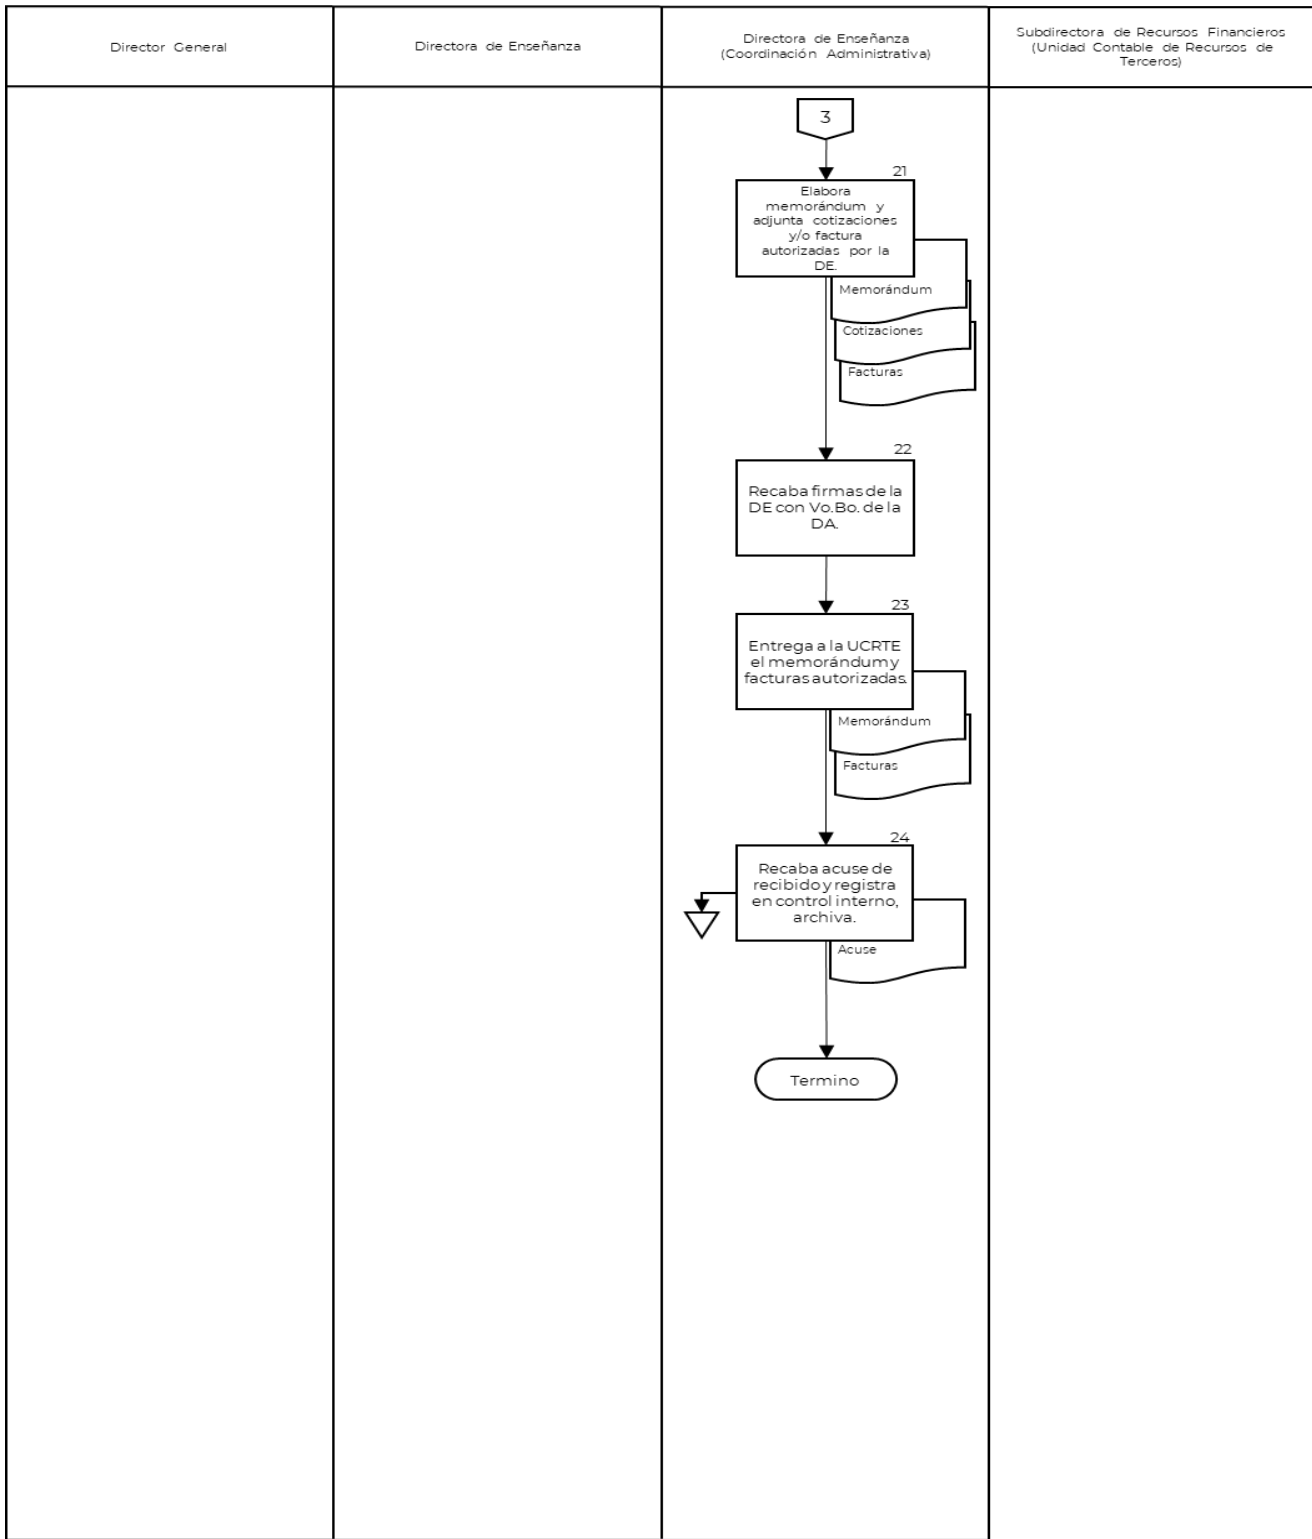 Director General
Directora de Enseñanza
Directora de Enseñanza
(Coordinación Administrativa)
Subdirectora de Recursos Financieros
(Unidad Contable de Recursos de
Terceros)
3
21
Elabora
memorándum y
adjunta cotizaciones
y/o factura
autorizadas por la
DE.
Memorándum
Cotizaciones
Facturas
22
Recaba firmas de la
DE con Vo.Bo. de la
DA.
23
Entrega a la UCRTE
el memorándum y
facturas autorizadas.
Memorándum
Facturas
24
Recaba acuse de
recibido y registra
en control interno,
archiva.
Acuse
Termino